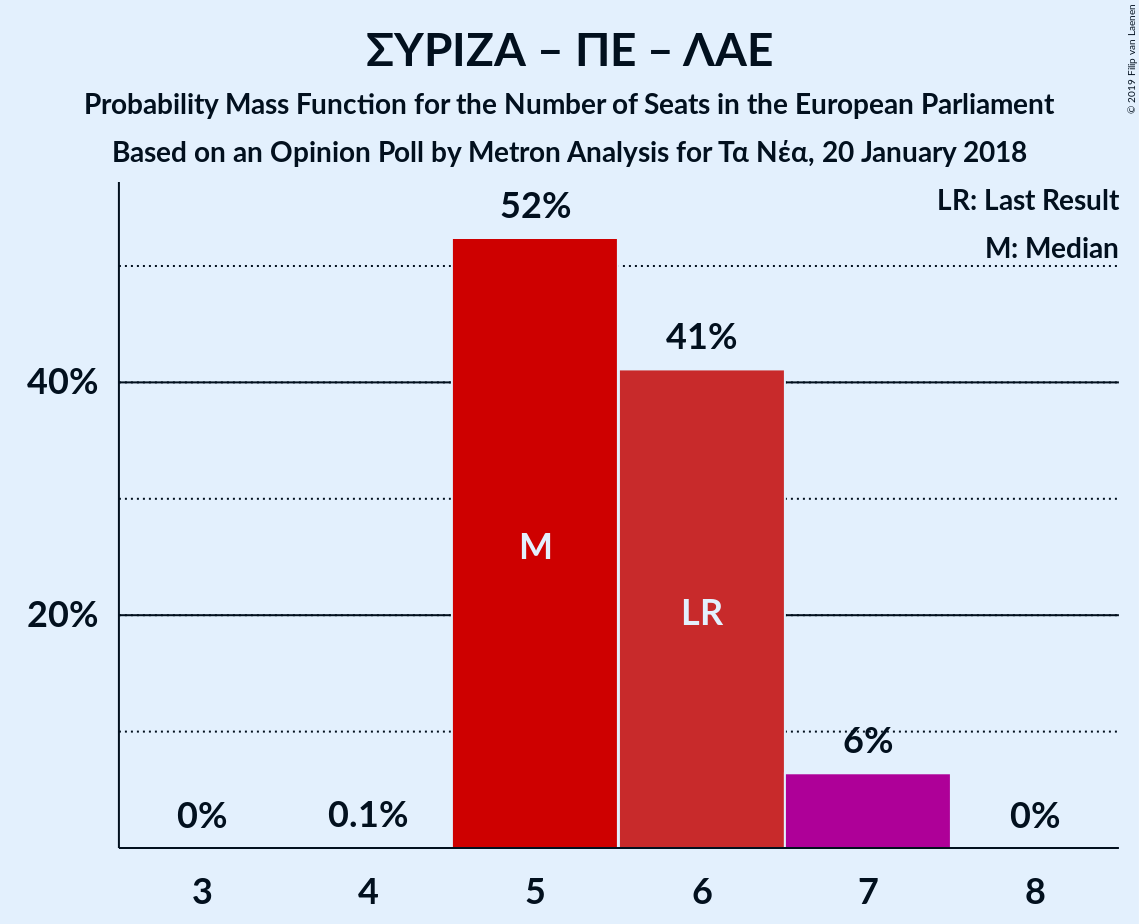 ΣΥΡΙΖΑ – ΠΕ – ΛΑΕ
Probability Mass Function for the Number of Seats in the European Parliament
Based on an Opinion Poll by Metron Analysis for Τα Νέα, 20 January 2018
© 2019 Filip van Laenen
LR: Last Result
M: Median
52%
41%
40%
M
LR
20%
6%
0%
0.1%
0%
3 4 5 6 7 8